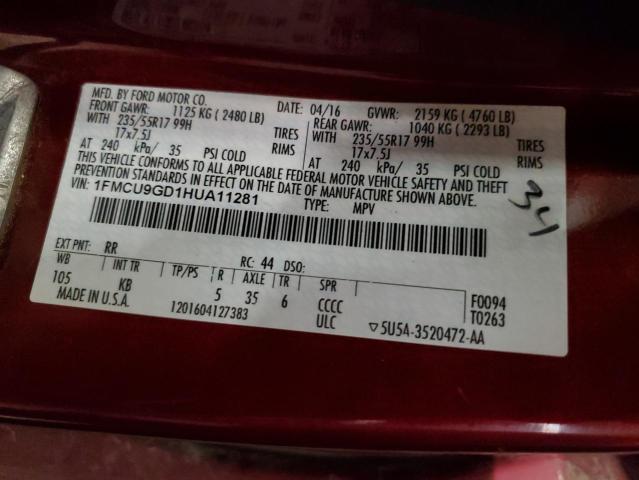 MFD. BY FORD MOTOR CO. DATE: 04/16 GVWR: 2159 KG ( 4760 LB)
FRONT GAWR: 1125 KG ( 2480 LB) REAR GAWR: 1040 KG ( 2293 LB)
WITH 235/55R17 99H TIRES WITH 235/55R17 99H TIRES
17x7.5J RIMS 17x7.5J RIMS
AT 240 kPa/ 35 PSI COLD AT 240 kPa/ 35 PSI COLD
THIS VEHICLE CONFORMS TO ALL APPLICABLE FEDERAL MOTOR VEHICLE SAFETY AND THEFT
PREVENTION STANDARDS IN EFFECT ON THE DATE OF MANUFACTURE SHOWN ABOVE.
VIN: 1FMCU9GD1HUA11281 TYPE: MPV
34
EXT PNT: RR RC: 44 DSO:
WB INT TR TP/PS R AXLE TR SPR F0094
105 KB 5 35 6 CCCC T0263
MADE IN U.S.A. 1201604127383 ULC ▽5U5A-3520472-AA